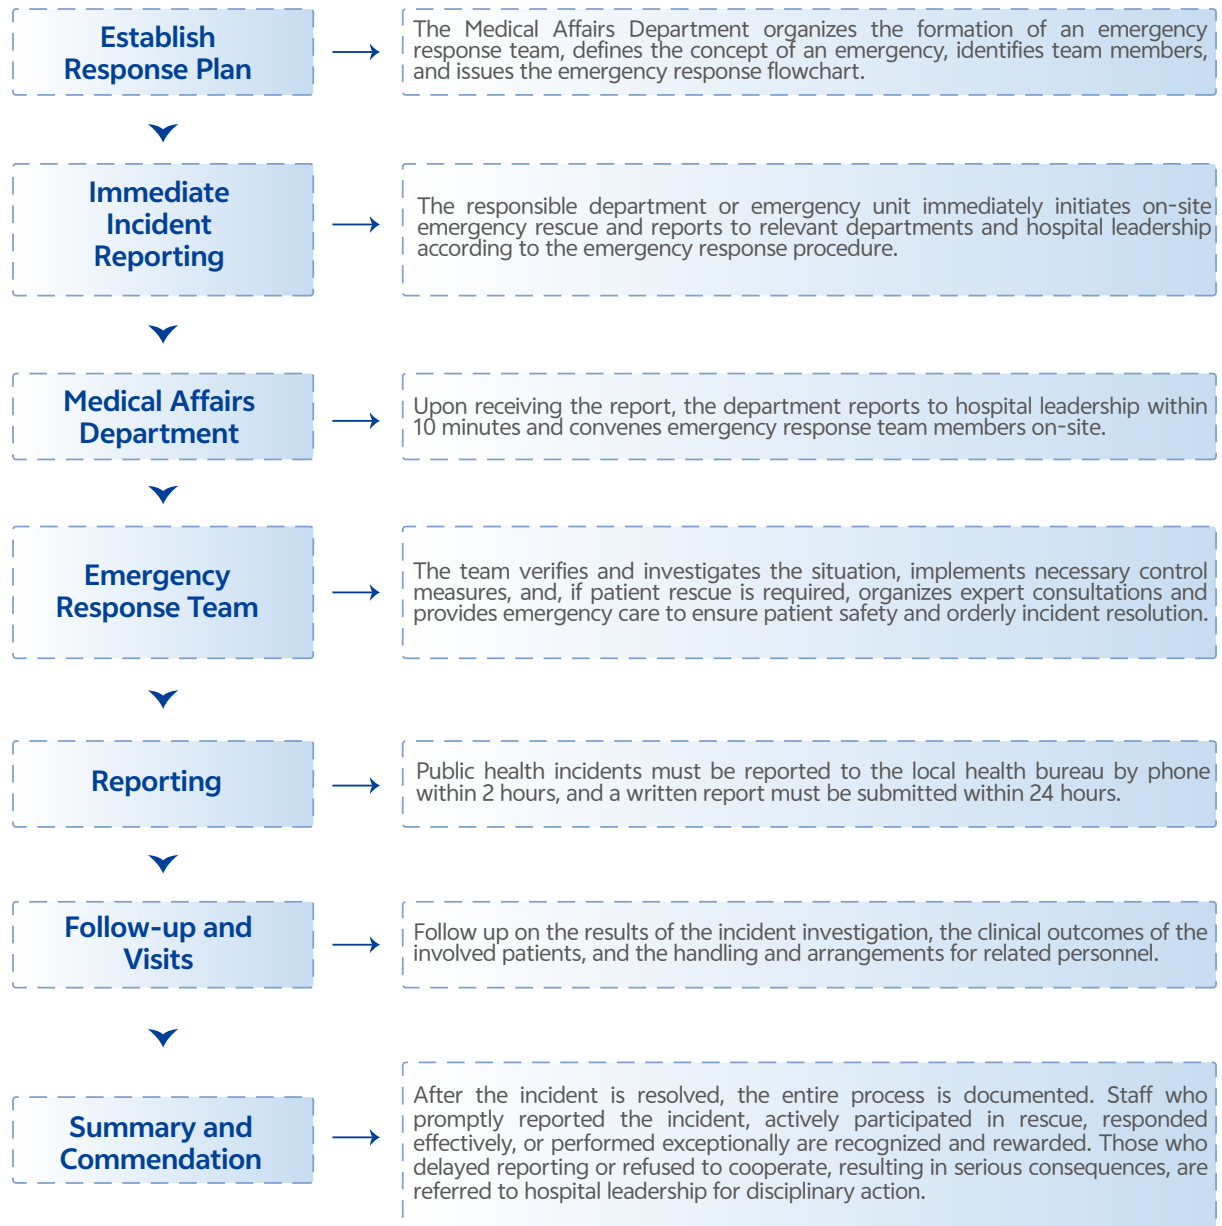 Establish
Response Plan
The Medical Affairs Department organizes the formation of an emergency
response team, defines the concept of an emergency, identifies team members,
and issues the emergency response flowchart.
Immediate
Incident
Reporting
The responsible department or emergency unit immediately initiates on-site
emergency rescue and reports to relevant departments and hospital leadership
according to the emergency response procedure.
Medical Affairs
Department
Upon receiving the report, the department reports to hospital leadership within
10 minutes and convenes emergency response team members on-site.
Emergency
Response Team
The team verifies and investigates the situation, implements necessary control
measures, and, if patient rescue is required, organizes expert consultations and
provides emergency care to ensure patient safety and orderly incident resolution.
Reporting
Public health incidents must be reported to the local health bureau by phone
within 2 hours, and a written report must be submitted within 24 hours.
Follow-up and
Visits
Follow up on the results of the incident investigation, the clinical outcomes of the
involved patients, and the handling and arrangements for related personnel.
Summary and
Commendation
After the incident is resolved, the entire process is documented. Staff who
promptly reported the incident, actively participated in rescue, responded
effectively, or performed exceptionally are recognized and rewarded. Those who
delayed reporting or refused to cooperate, resulting in serious consequences, are
referred to hospital leadership for disciplinary action.